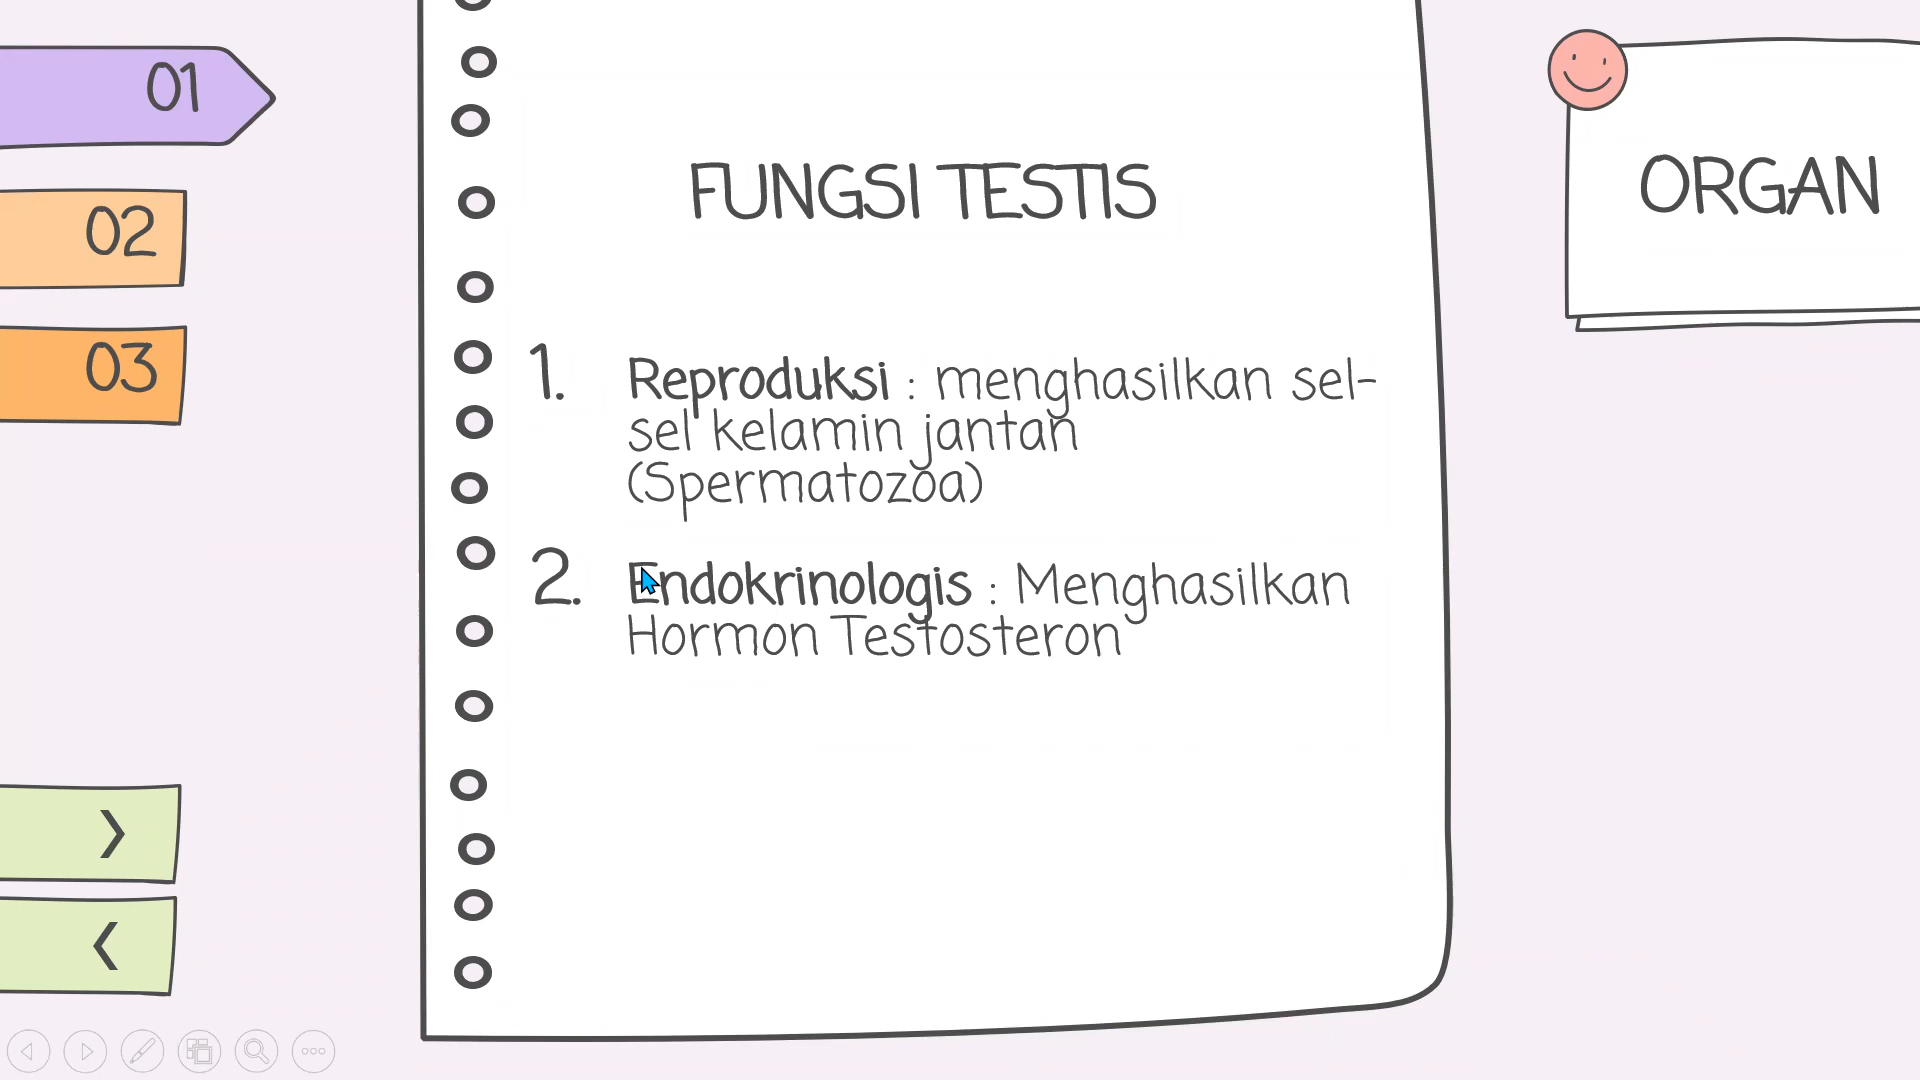 01
02
03
FUNGSI TESTIS
1. Reproduksi : menghasilkan sel-
sel kelamin jantan
(Spermatozoa)
2. Endokrinologis : Menghasilkan
Hormon Testosteron
ORGAN